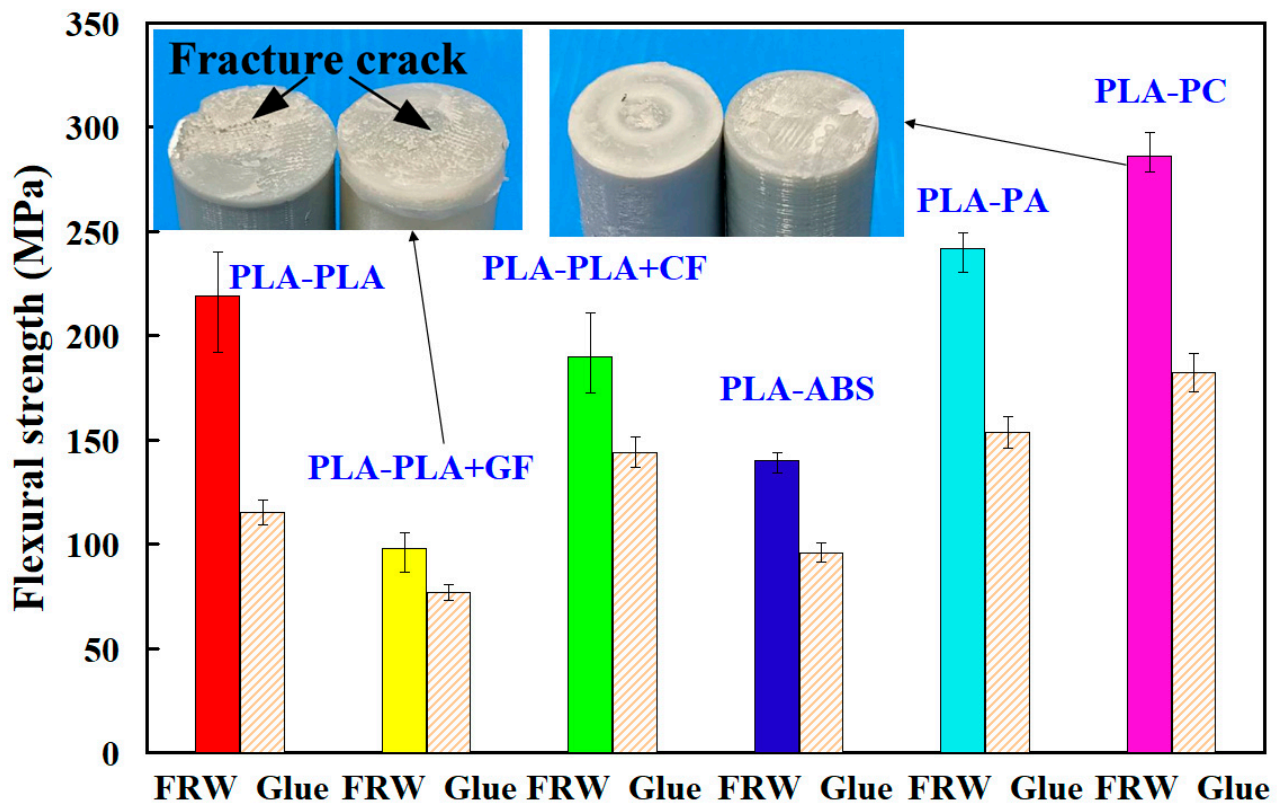 Flexural strength (MPa)
350
300
250
200
150
100
50
0
Fracture crack
PLA-PLA
PLA-PLA+GF
PLA-PLA+CF
PLA-ABS
PLA-PA
PLA-PC
FRW Glue FRW Glue FRW Glue FRW Glue FRW Glue FRW Glue